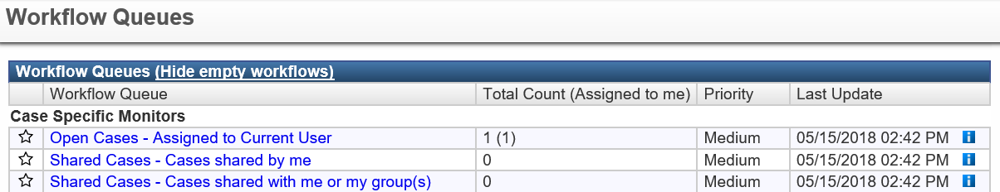 Workflow Queues
Workflow Queues (Hide empty workflows)
Workflow Queue Total Count (Assigned to me) Priority Last Update
Case Specific Monitors
Open Cases - Assigned to Current User 1 (1) Medium 05/15/2018 02:42 PM i
Shared Cases - Cases shared by me 0 Medium 05/15/2018 02:42 PM i
Shared Cases - Cases shared with me or my group(s) 0 Medium 05/15/2018 02:42 PM i